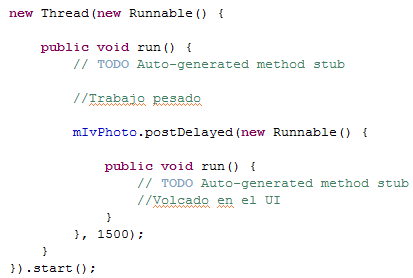 new Thread(new Runnable() {
public void run() {
// TODO Auto-generated method stub
//Trabajo pesado
mIvPhoto.postDelayed(new Runnable() {
public void run() {
// TODO Auto-generated method stub
//Volcado en el UI
}
}, 1500);
}
}).start();